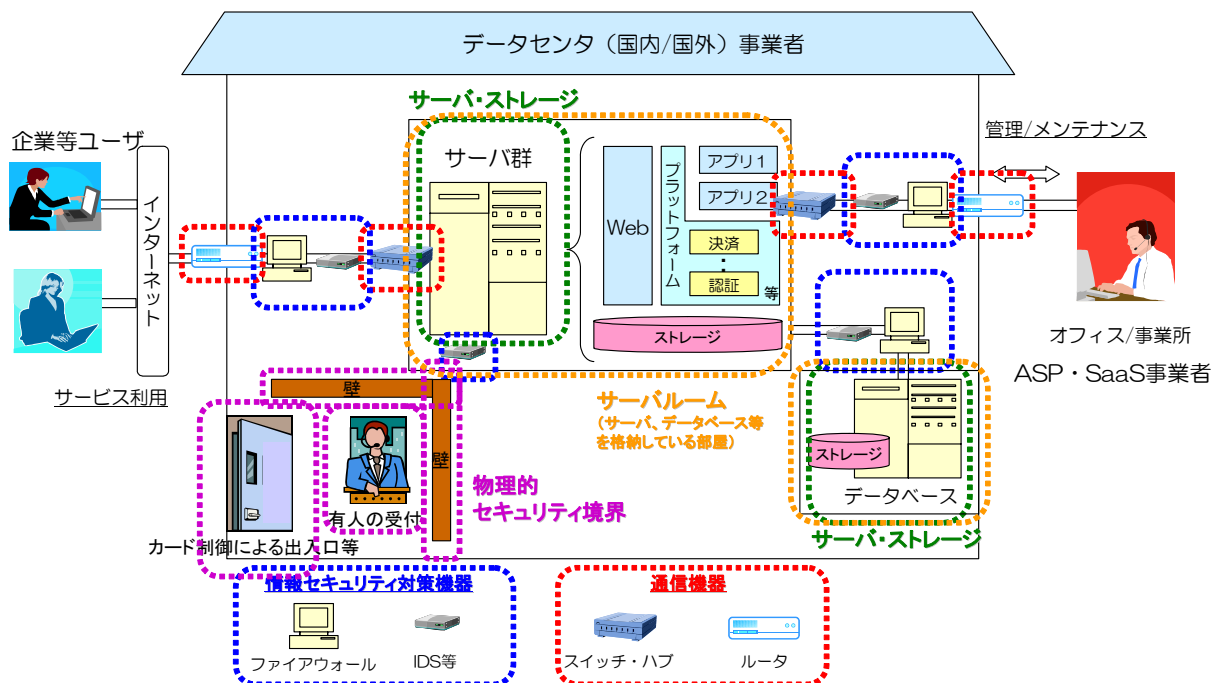 データセンタ（国内/国外）事業者
サーバ・ストレージ
企業等ユーザ
インターネット
サービス利用
サーバ群
Web
プラットフォーム
アプリ１
アプリ２
決済
・
・
認証
等
ストレージ
管理/メンテナンス
オフィス/事業所
ASP・SaaS事業者
サーバルーム
（サーバ、データベース等
を格納している部屋）
ストレージ
データベース
サーバ・ストレージ
壁
壁
物理的
セキュリティ境界
有人の受付
カード制御による出入口等
情報セキュリティ対策機器
ファイアウォール
IDS等
通信機器
スイッチ・ハブ
ルータ